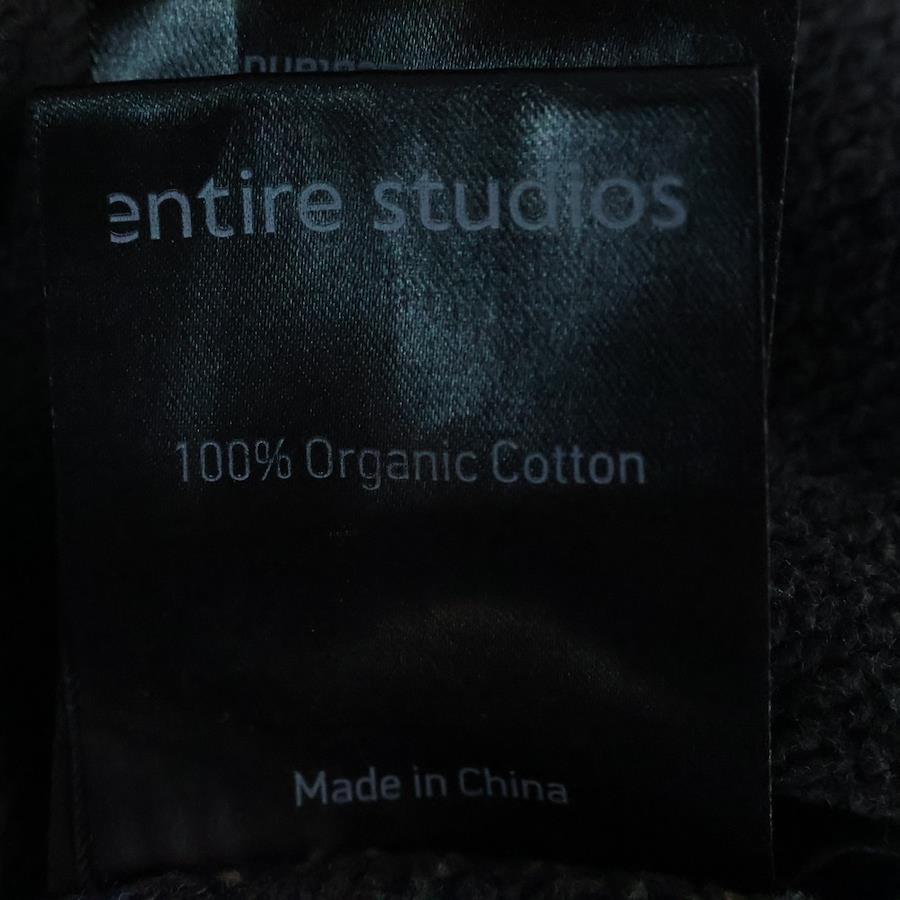 entire studios
100% Organic Cotton
Made in China